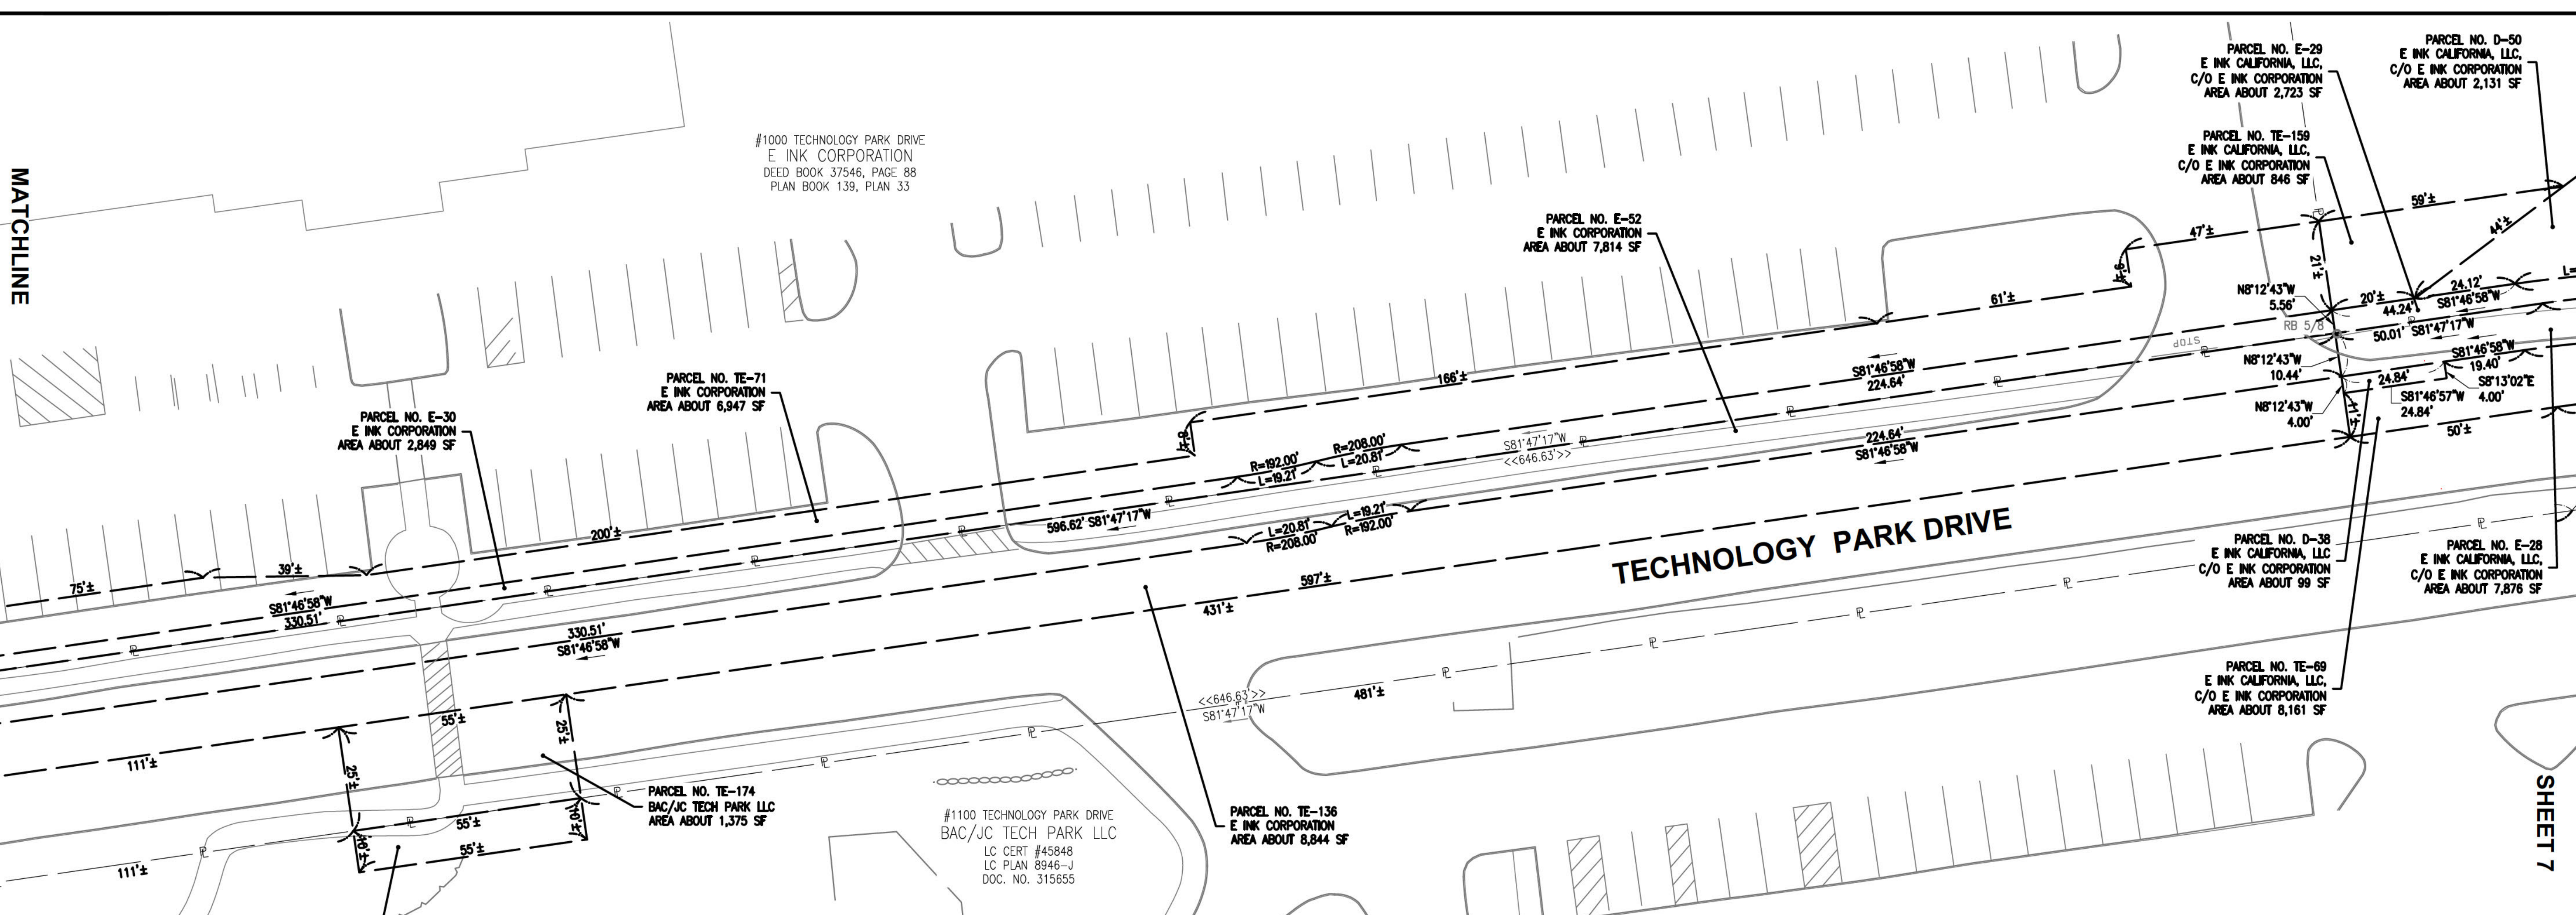 MATCHLINE
#1000 TECHNOLOGY PARK DRIVE
E INK CORPORATION
DEED BOOK 37546, PAGE 88
PLAN BOOK 139, PLAN 33
PARCEL NO. E-29
E INK CALIFORNIA, LLC,
C/O E INK CORPORATION
AREA ABOUT 2,723 SF
PARCEL NO. D-50
E INK CALIFORNIA, LLC,
C/O E INK CORPORATION
AREA ABOUT 2,131 SF
PARCEL NO. TE-159
E INK CALIFORNIA, LLC,
C/O E INK CORPORATION
AREA ABOUT 846 SF
PARCEL NO. E-52
E INK CORPORATION
AREA ABOUT 7,814 SF
59'±
44'±
47'±
21'±
9'±
61'±
166'±
8'±
N8°12'43"W
5.56'
RB 5/8
20'±
44.24'
24.12'
S81°46'58"W
L=
50.01'
S81°47'17"W
STOP
N8°12'43"W
10.44'
S81°46'58"W
19.40'
24.84'
S8°13'02"E
4.00'
S81°46'57"W
24.84'
N8°12'43"W
4.00'
11'±
50'±
S81°46'58"W
224.64'
PARCEL NO. TE-71
E INK CORPORATION
AREA ABOUT 6,947 SF
PARCEL NO. E-30
E INK CORPORATION
AREA ABOUT 2,849 SF
R=192.00'
L=19.21'
R=208.00'
L=20.81'
S81°47'17"W
<<646.63'>>
224.64'
S81°46'58"W
200'±
596.62' S81°47'17"W
L=20.81'
R=208.00'
L=19.21'
R=192.00'
75'±
39'±
S81°46'58"W
330.51'
330.51'
S81°46'58"W
597'±
431'±
TECHNOLOGY PARK DRIVE
PARCEL NO. D-38
E INK CALIFORNIA, LLC
C/O E INK CORPORATION
AREA ABOUT 99 SF
PARCEL NO. E-28
E INK CALIFORNIA, LLC,
C/O E INK CORPORATION
AREA ABOUT 7,876 SF
PARCEL NO. TE-69
E INK CALIFORNIA, LLC,
C/O E INK CORPORATION
AREA ABOUT 8,161 SF
<<646.63'>>
S81°47'17"W
481'±
111'±
55'±
25'±
25'±
PARCEL NO. TE-174
BAC/JC TECH PARK LLC
AREA ABOUT 1,375 SF
55'±
10'±
10'±
55'±
111'±
#1100 TECHNOLOGY PARK DRIVE
BAC/JC TECH PARK LLC
LC CERT #45848
LC PLAN 8946-J
DOC. NO. 315655
PARCEL NO. TE-136
E INK CORPORATION
AREA ABOUT 8,844 SF
SHEET 7